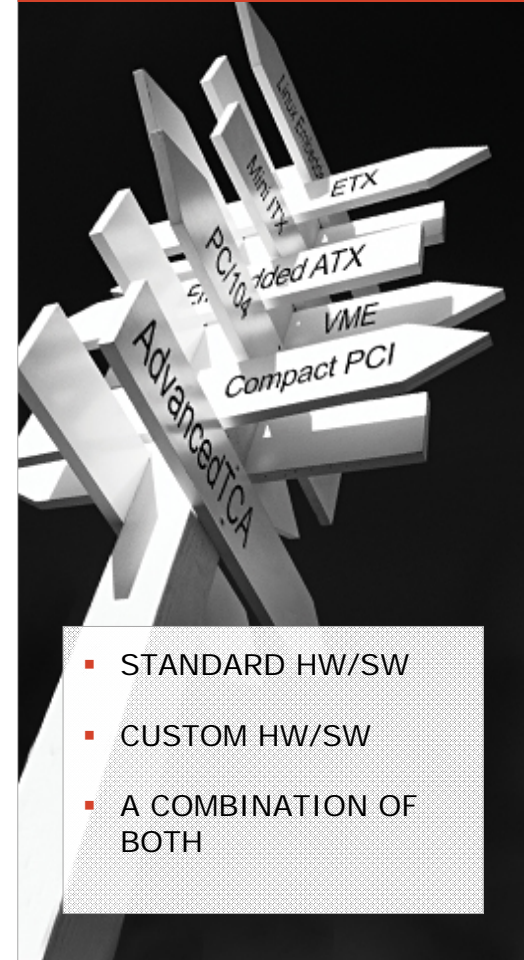 Linux Embedded
ETX
Mini ITX
PC/104
dded ATX
VME
Compact PCI
AdvancedTCA
STANDARD HW/SW
CUSTOM HW/SW
A COMBINATION OF
BOTH